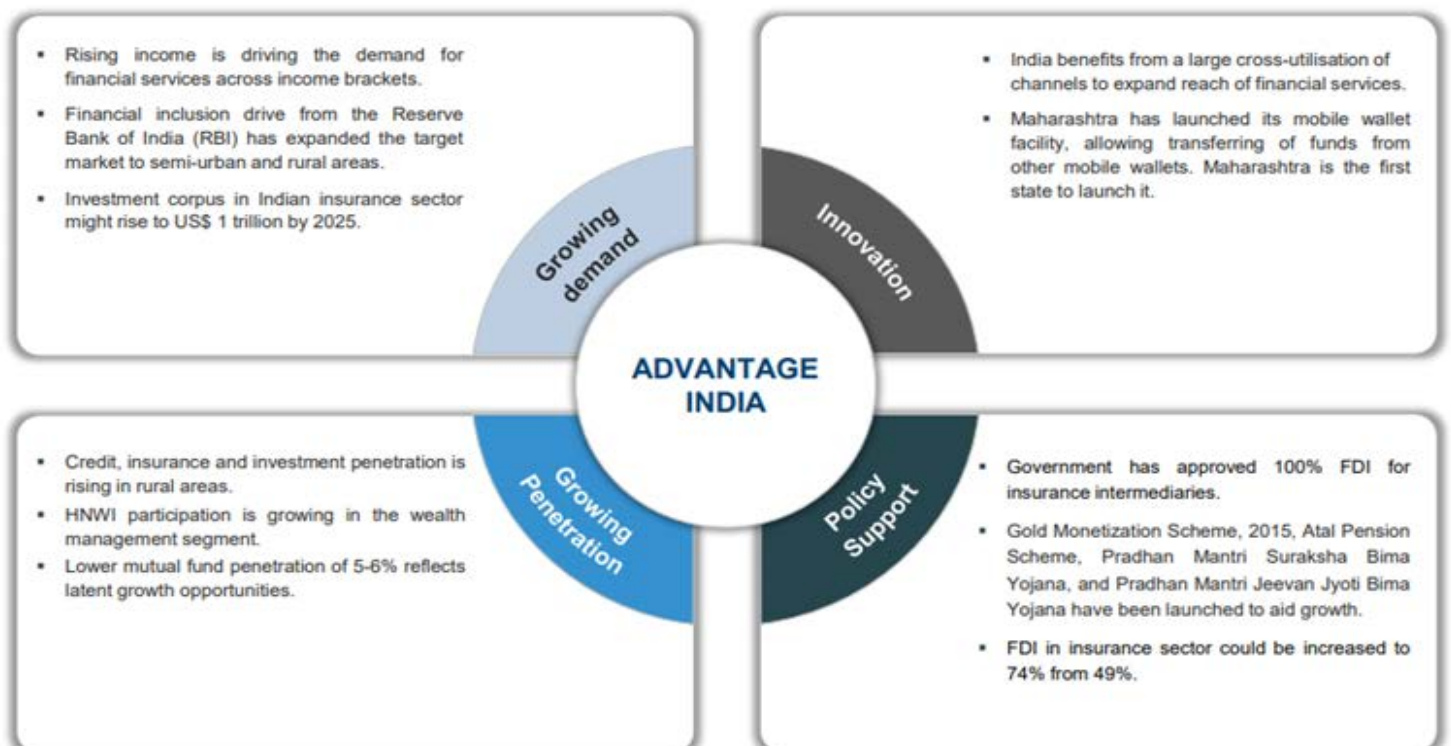 ▪ Rising income is driving the demand for
financial services across income brackets.
▪ Financial inclusion drive from the Reserve
Bank of India (RBI) has expanded the target
market to semi-urban and rural areas.
▪ Investment corpus in Indian insurance sector
might rise to US$ 1 trillion by 2025.
Growing
demand
▪ India benefits from a large cross-utilisation of
channels to expand reach of financial services.
▪ Maharashtra has launched its mobile wallet
facility, allowing transferring of funds from
other mobile wallets. Maharashtra is the first
state to launch it.
Innovation
ADVANTAGE
INDIA
▪ Credit, insurance and investment penetration is
rising in rural areas.
▪ HNWI participation is growing in the wealth
management segment.
▪ Lower mutual fund penetration of 5-6% reflects
latent growth opportunities.
Growing
Penetration
Policy
Support
▪ Government has approved 100% FDI for
insurance intermediaries.
▪ Gold Monetization Scheme, 2015, Atal Pension
Scheme, Pradhan Mantri Suraksha Bima
Yojana, and Pradhan Mantri Jeevan Jyoti Bima
Yojana have been launched to aid growth.
▪ FDI in insurance sector could be increased to
74% from 49%.